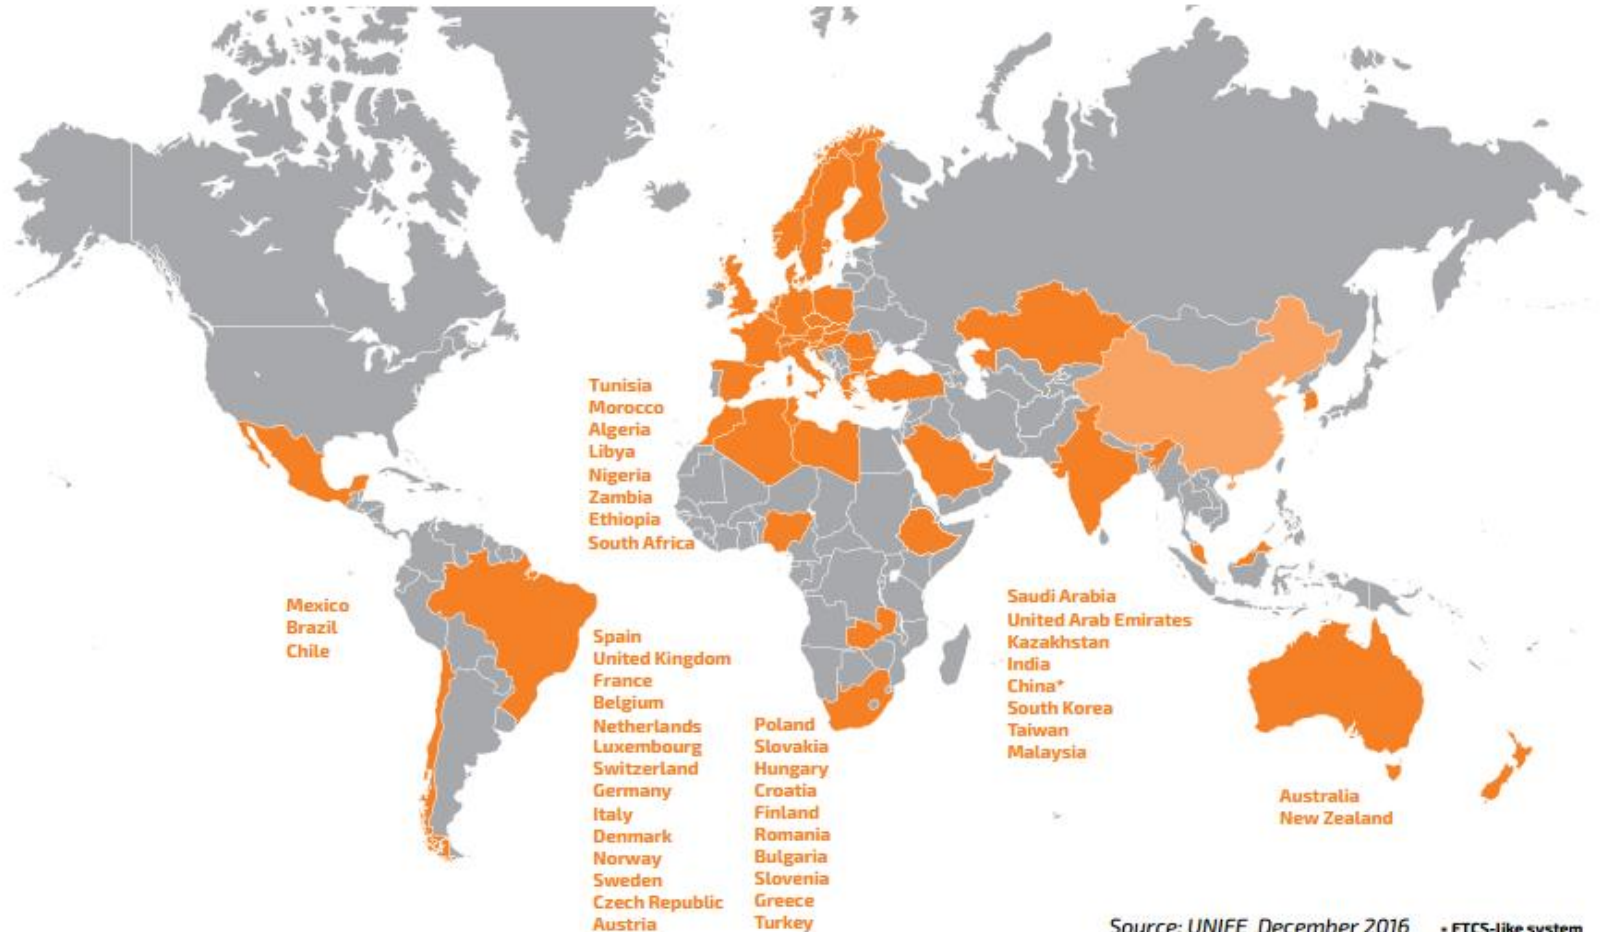 Tunisia
Morocco
Algeria
Libya
Nigeria
Zambia
Ethiopia
South Africa
Mexico
Brazil
Chile
Spain
United Kingdom
France
Belgium
Netherlands
Luxembourg
Switzerland
Germany
Italy
Denmark
Norway
Sweden
Czech Republic
Austria
Poland
Slovakia
Hungary
Croatia
Finland
Romania
Bulgaria
Slovenia
Greece
Turkey
Saudi Arabia
United Arab Emirates
Kazakhstan
India
China*
South Korea
Taiwan
Malaysia
Australia
New Zealand
Source: UNIFE, December 2016
* ETCS-like system